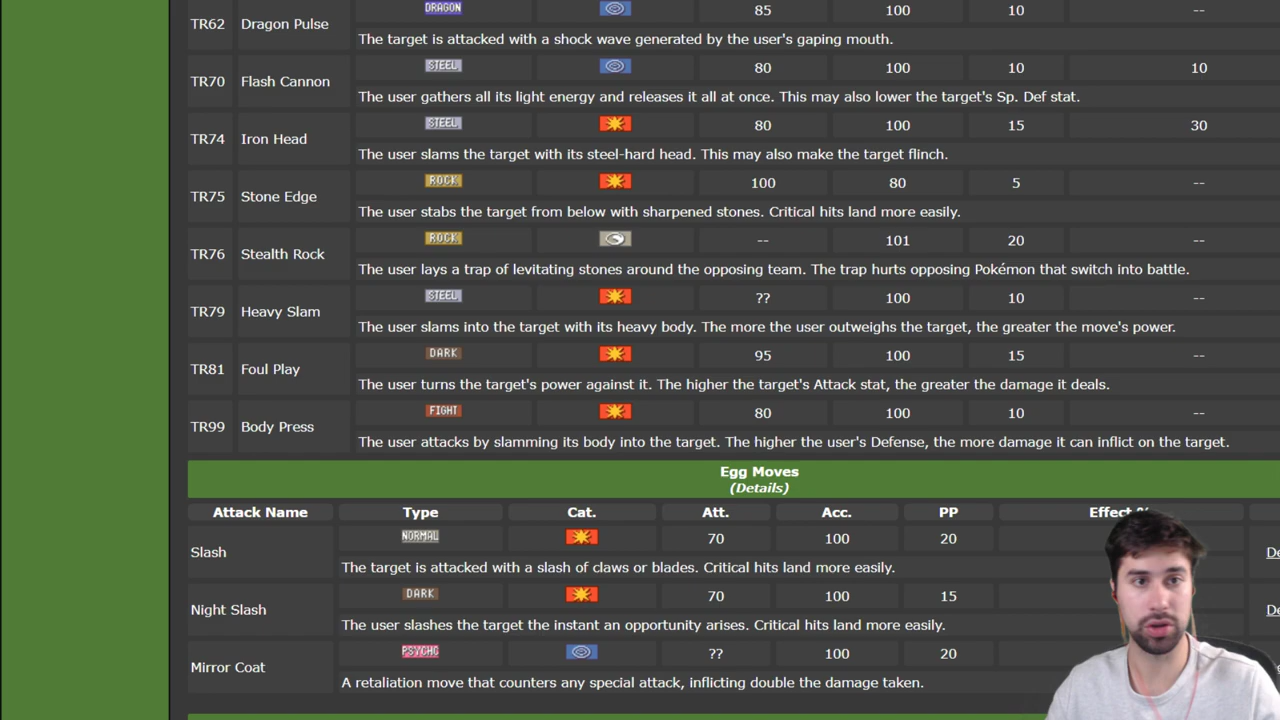 TR62 Dragon Pulse DRAGON 85 100 10 --
The target is attacked with a shock wave generated by the user's gaping mouth.
TR70 Flash Cannon STEEL 80 100 10 10
The user gathers all its light energy and releases it all at once. This may also lower the target's Sp. Def stat.
TR74 Iron Head STEEL 80 100 15 30
The user slams the target with its steel-hard head. This may also make the target flinch.
TR75 Stone Edge ROCK 100 80 5 --
The user stabs the target from below with sharpened stones. Critical hits land more easily.
TR76 Stealth Rock ROCK -- 101 20 --
The user lays a trap of levitating stones around the opposing team. The trap hurts opposing Pokémon that switch into battle.
TR79 Heavy Slam STEEL ?? 100 10 --
The user slams into the target with its heavy body. The more the user outweighs the target, the greater the move's power.
TR81 Foul Play DARK 95 100 15 --
The user turns the target's power against it. The higher the target's Attack stat, the greater the damage it deals.
TR99 Body Press FIGHT 80 100 10 --
The user attacks by slamming its body into the target. The higher the user's Defense, the more damage it can inflict on the target.
Egg Moves
(Details)
Attack Name Type Cat. Att. Acc. PP
Slash NORMAL 70 100 20
The target is attacked with a slash of claws or blades. Critical hits land more easily.
Night Slash DARK 70 100 15
The user slashes the target the instant an opportunity arises. Critical hits land more easily.
Mirror Coat PSYCHC ?? 100 20
A retaliation move that counters any special attack, inflicting double the damage taken.